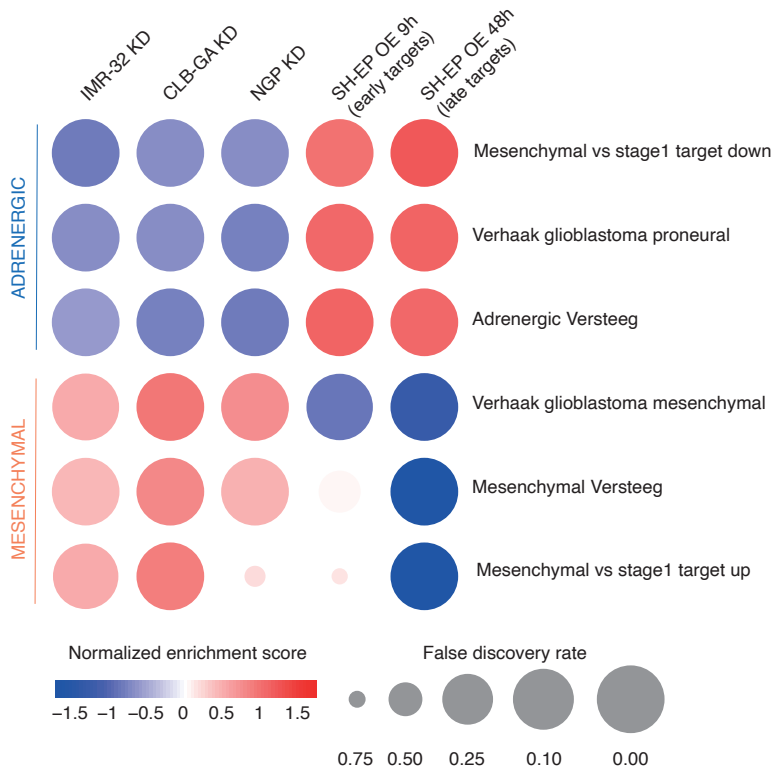 IMR-32 KD
CLB-GA KD
NGP KD
SH-EP OE 9h
(early targets)
SH-EP OE 48h
(late targets)
ADRENERGIC
Mesenchymal vs stage1 target down
Verhaak glioblastoma proneural
Adrenergic Versteeg
MESENCHYMAL
Verhaak glioblastoma mesenchymal
Mesenchymal Versteeg
Mesenchymal vs stage1 target up
Normalized enrichment score
−1.5 −1 −0.5 0 0.5 1 1.5
False discovery rate
0.75 0.50 0.25 0.10 0.00